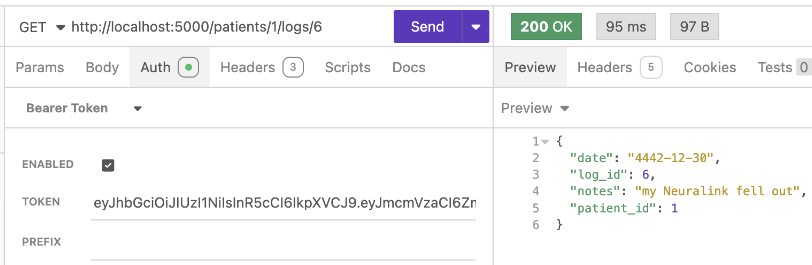 GET http://localhost:5000/patients/1/logs/6 Send 200 OK 95 ms 97 B
Params Body Auth Headers 3 Scripts Docs Preview Headers 5 Cookies Tests 0
Bearer Token Preview
ENABLED
TOKEN eyJhbGciOiJIUzI1NiIsInR5cCI6IkpXVCJ9.eyJmcmVzaCI6Zm
PREFIX
1 {
2 "date": "4442-12-30",
3 "log_id": 6,
4 "notes": "my Neuralink fell out",
5 "patient_id": 1
6 }